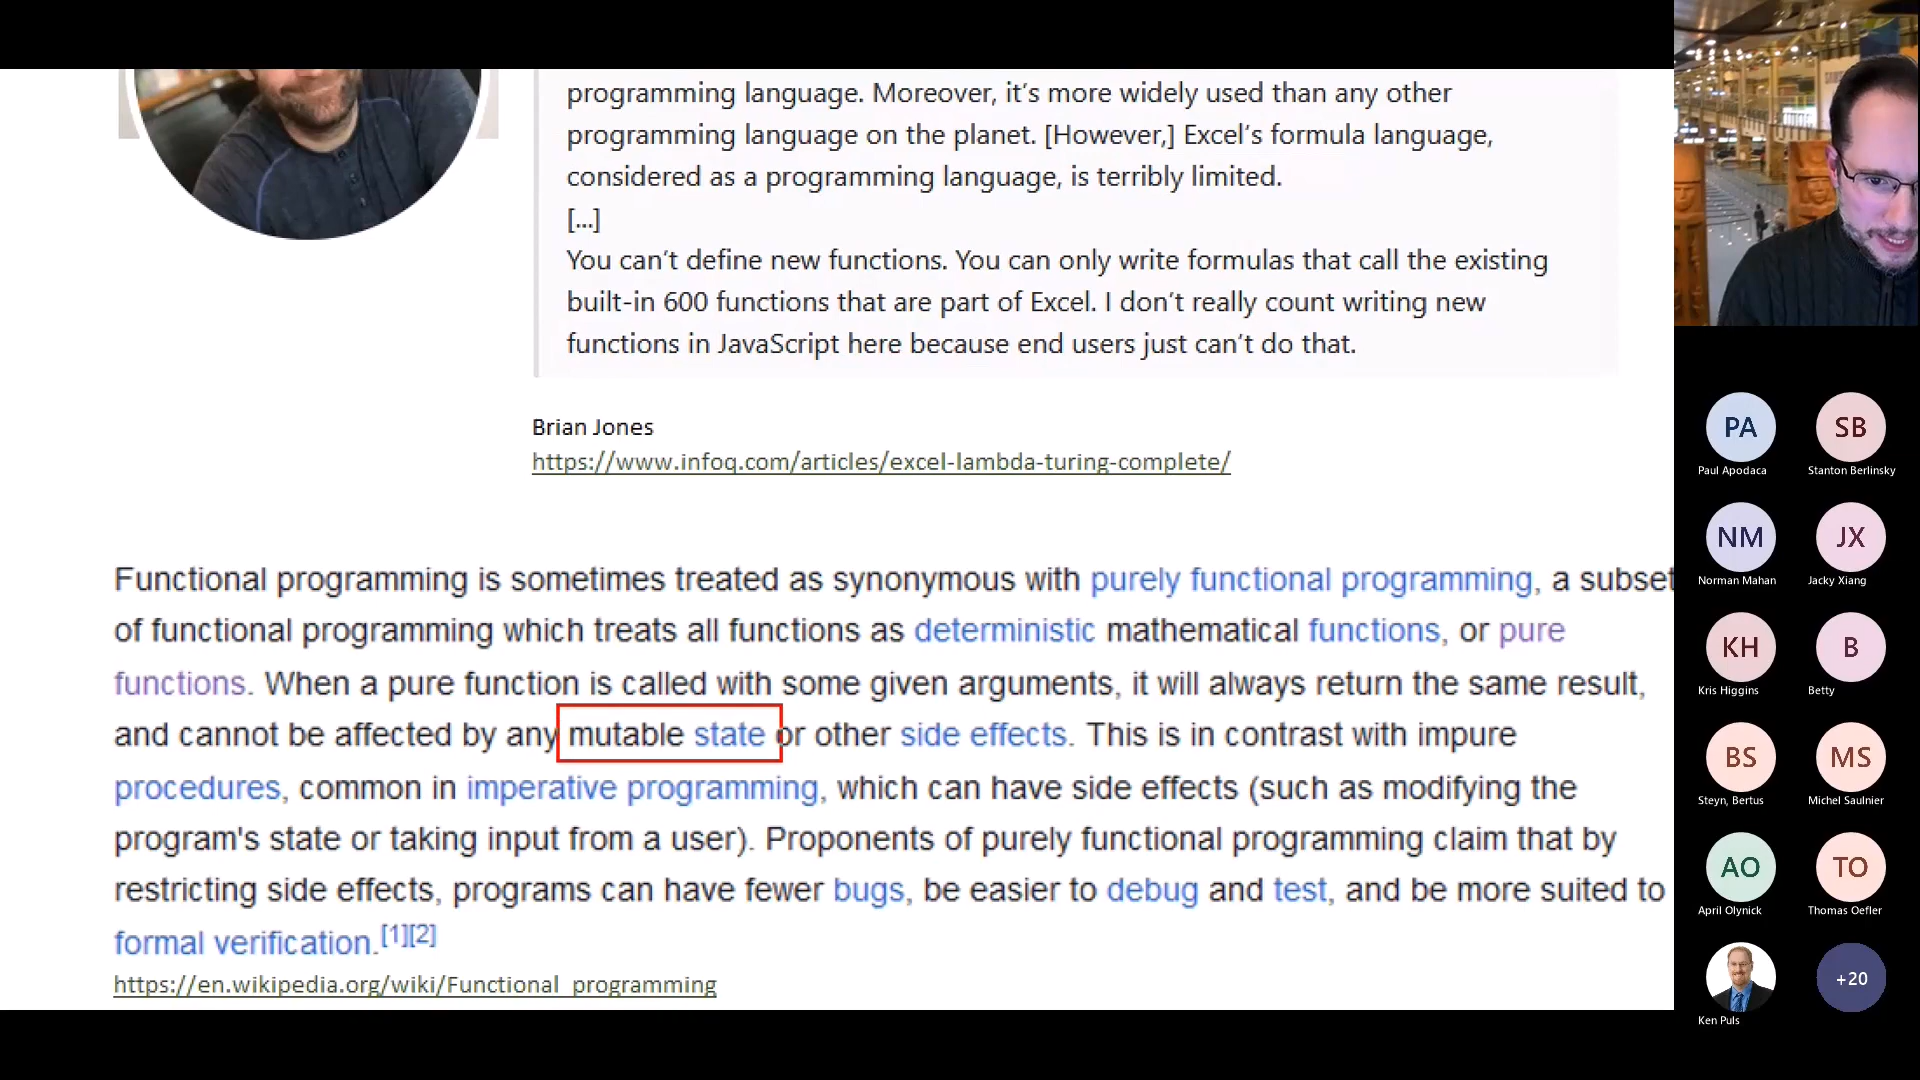 programming language. Moreover, it’s more widely used than any other
programming language on the planet. [However,] Excel’s formula language,
considered as a programming language, is terribly limited.
[...]
You can’t define new functions. You can only write formulas that call the existing
built-in 600 functions that are part of Excel. I don’t really count writing new
functions in JavaScript here because end users just can’t do that.
Brian Jones
https://www.infoq.com/articles/excel-lambda-turing-complete/
Functional programming is sometimes treated as synonymous with purely functional programming, a subset
of functional programming which treats all functions as deterministic mathematical functions, or pure
functions. When a pure function is called with some given arguments, it will always return the same result,
and cannot be affected by any mutable state or other side effects. This is in contrast with impure
procedures, common in imperative programming, which can have side effects (such as modifying the
program's state or taking input from a user). Proponents of purely functional programming claim that by
restricting side effects, programs can have fewer bugs, be easier to debug and test, and be more suited to
formal verification.[1][2]
https://en.wikipedia.org/wiki/Functional_programming
PA
SB
Paul Apodaca
Stanton Berlinsky
NM
JX
Norman Mahan
Jacky Xiang
KH
B
Kris Higgins
Betty
BS
MS
Steyn, Bertus
Michel Saulnier
AO
TO
April Olynick
Thomas Oefler
+20
Ken Puls